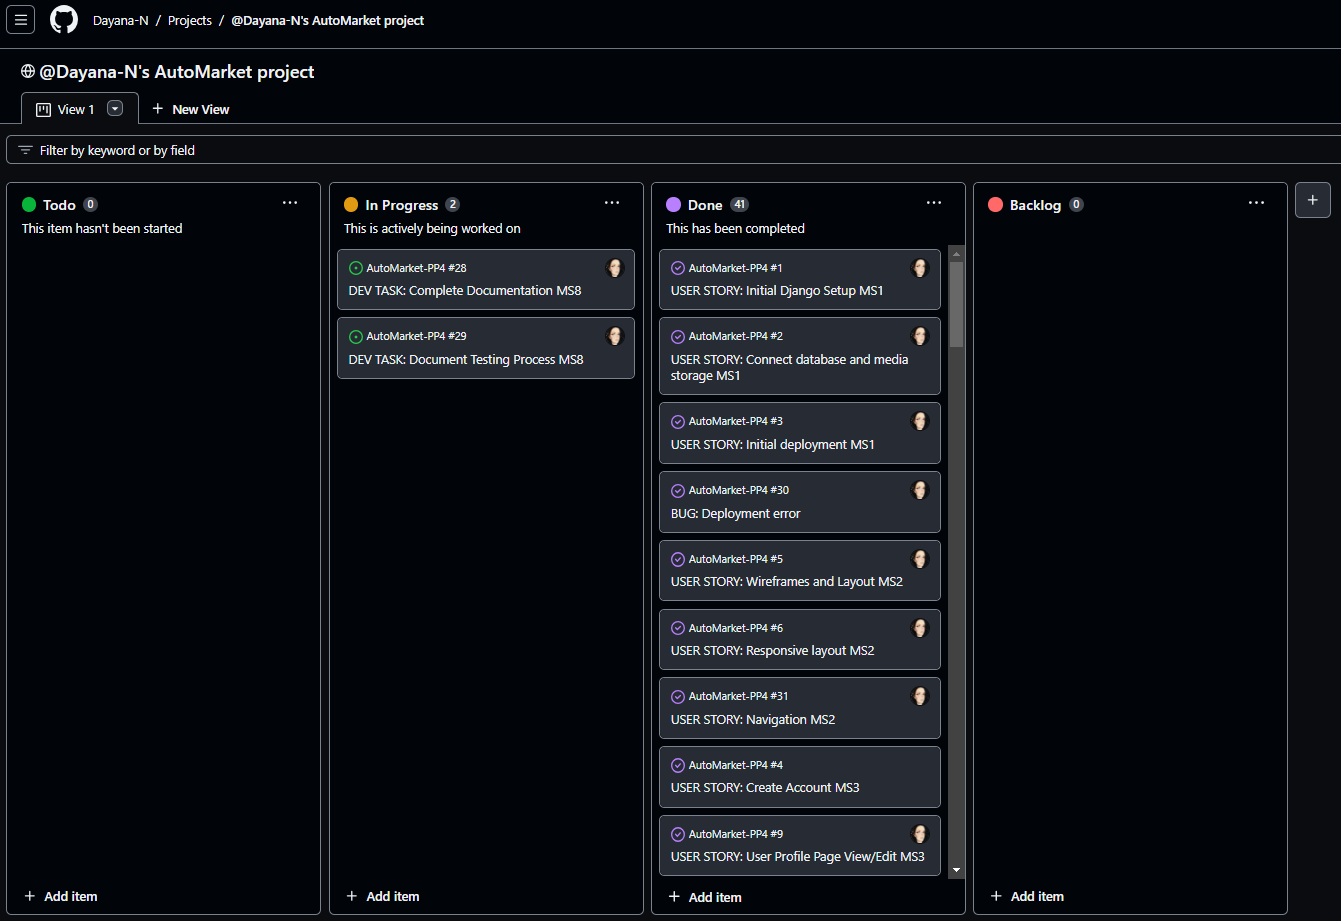 Dayana-N / Projects / @Dayana-N's AutoMarket project
@Dayana-N's AutoMarket project
View 1
New View
Filter by keyword or by field
Todo 0
This item hasn't been started
Add item
In Progress 2
This is actively being worked on
AutoMarket-PP4 #28
DEV TASK: Complete Documentation MS8
AutoMarket-PP4 #29
DEV TASK: Document Testing Process MS8
Add item
Done 41
This has been completed
AutoMarket-PP4 #1
USER STORY: Initial Django Setup MS1
AutoMarket-PP4 #2
USER STORY: Connect database and media
storage MS1
AutoMarket-PP4 #3
USER STORY: Initial deployment MS1
AutoMarket-PP4 #30
BUG: Deployment error
AutoMarket-PP4 #5
USER STORY: Wireframes and Layout MS2
AutoMarket-PP4 #6
USER STORY: Responsive layout MS2
AutoMarket-PP4 #31
USER STORY: Navigation MS2
AutoMarket-PP4 #4
USER STORY: Create Account MS3
AutoMarket-PP4 #9
USER STORY: User Profile Page View/Edit MS3
Add item
Backlog 0
Add item